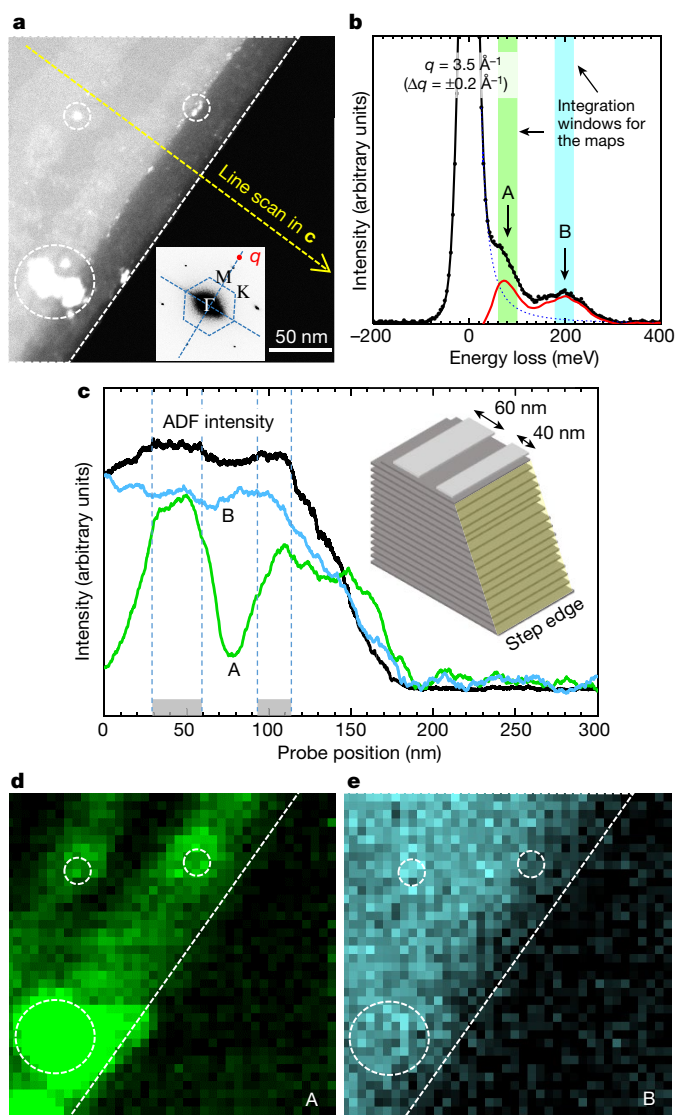 a
Line scan in c
q
M
K
Γ
50 nm
b
q = 3.5 Å⁻¹
(Δq = ±0.2 Å⁻¹)
Integration
windows for
the maps
A
B
Intensity (arbitrary units)
−200 0 200 400
Energy loss (meV)
c
ADF intensity
60 nm
40 nm
B
A
Step edge
Intensity (arbitrary units)
0 50 100 150 200 250 300
Probe position (nm)
d
A
e
B